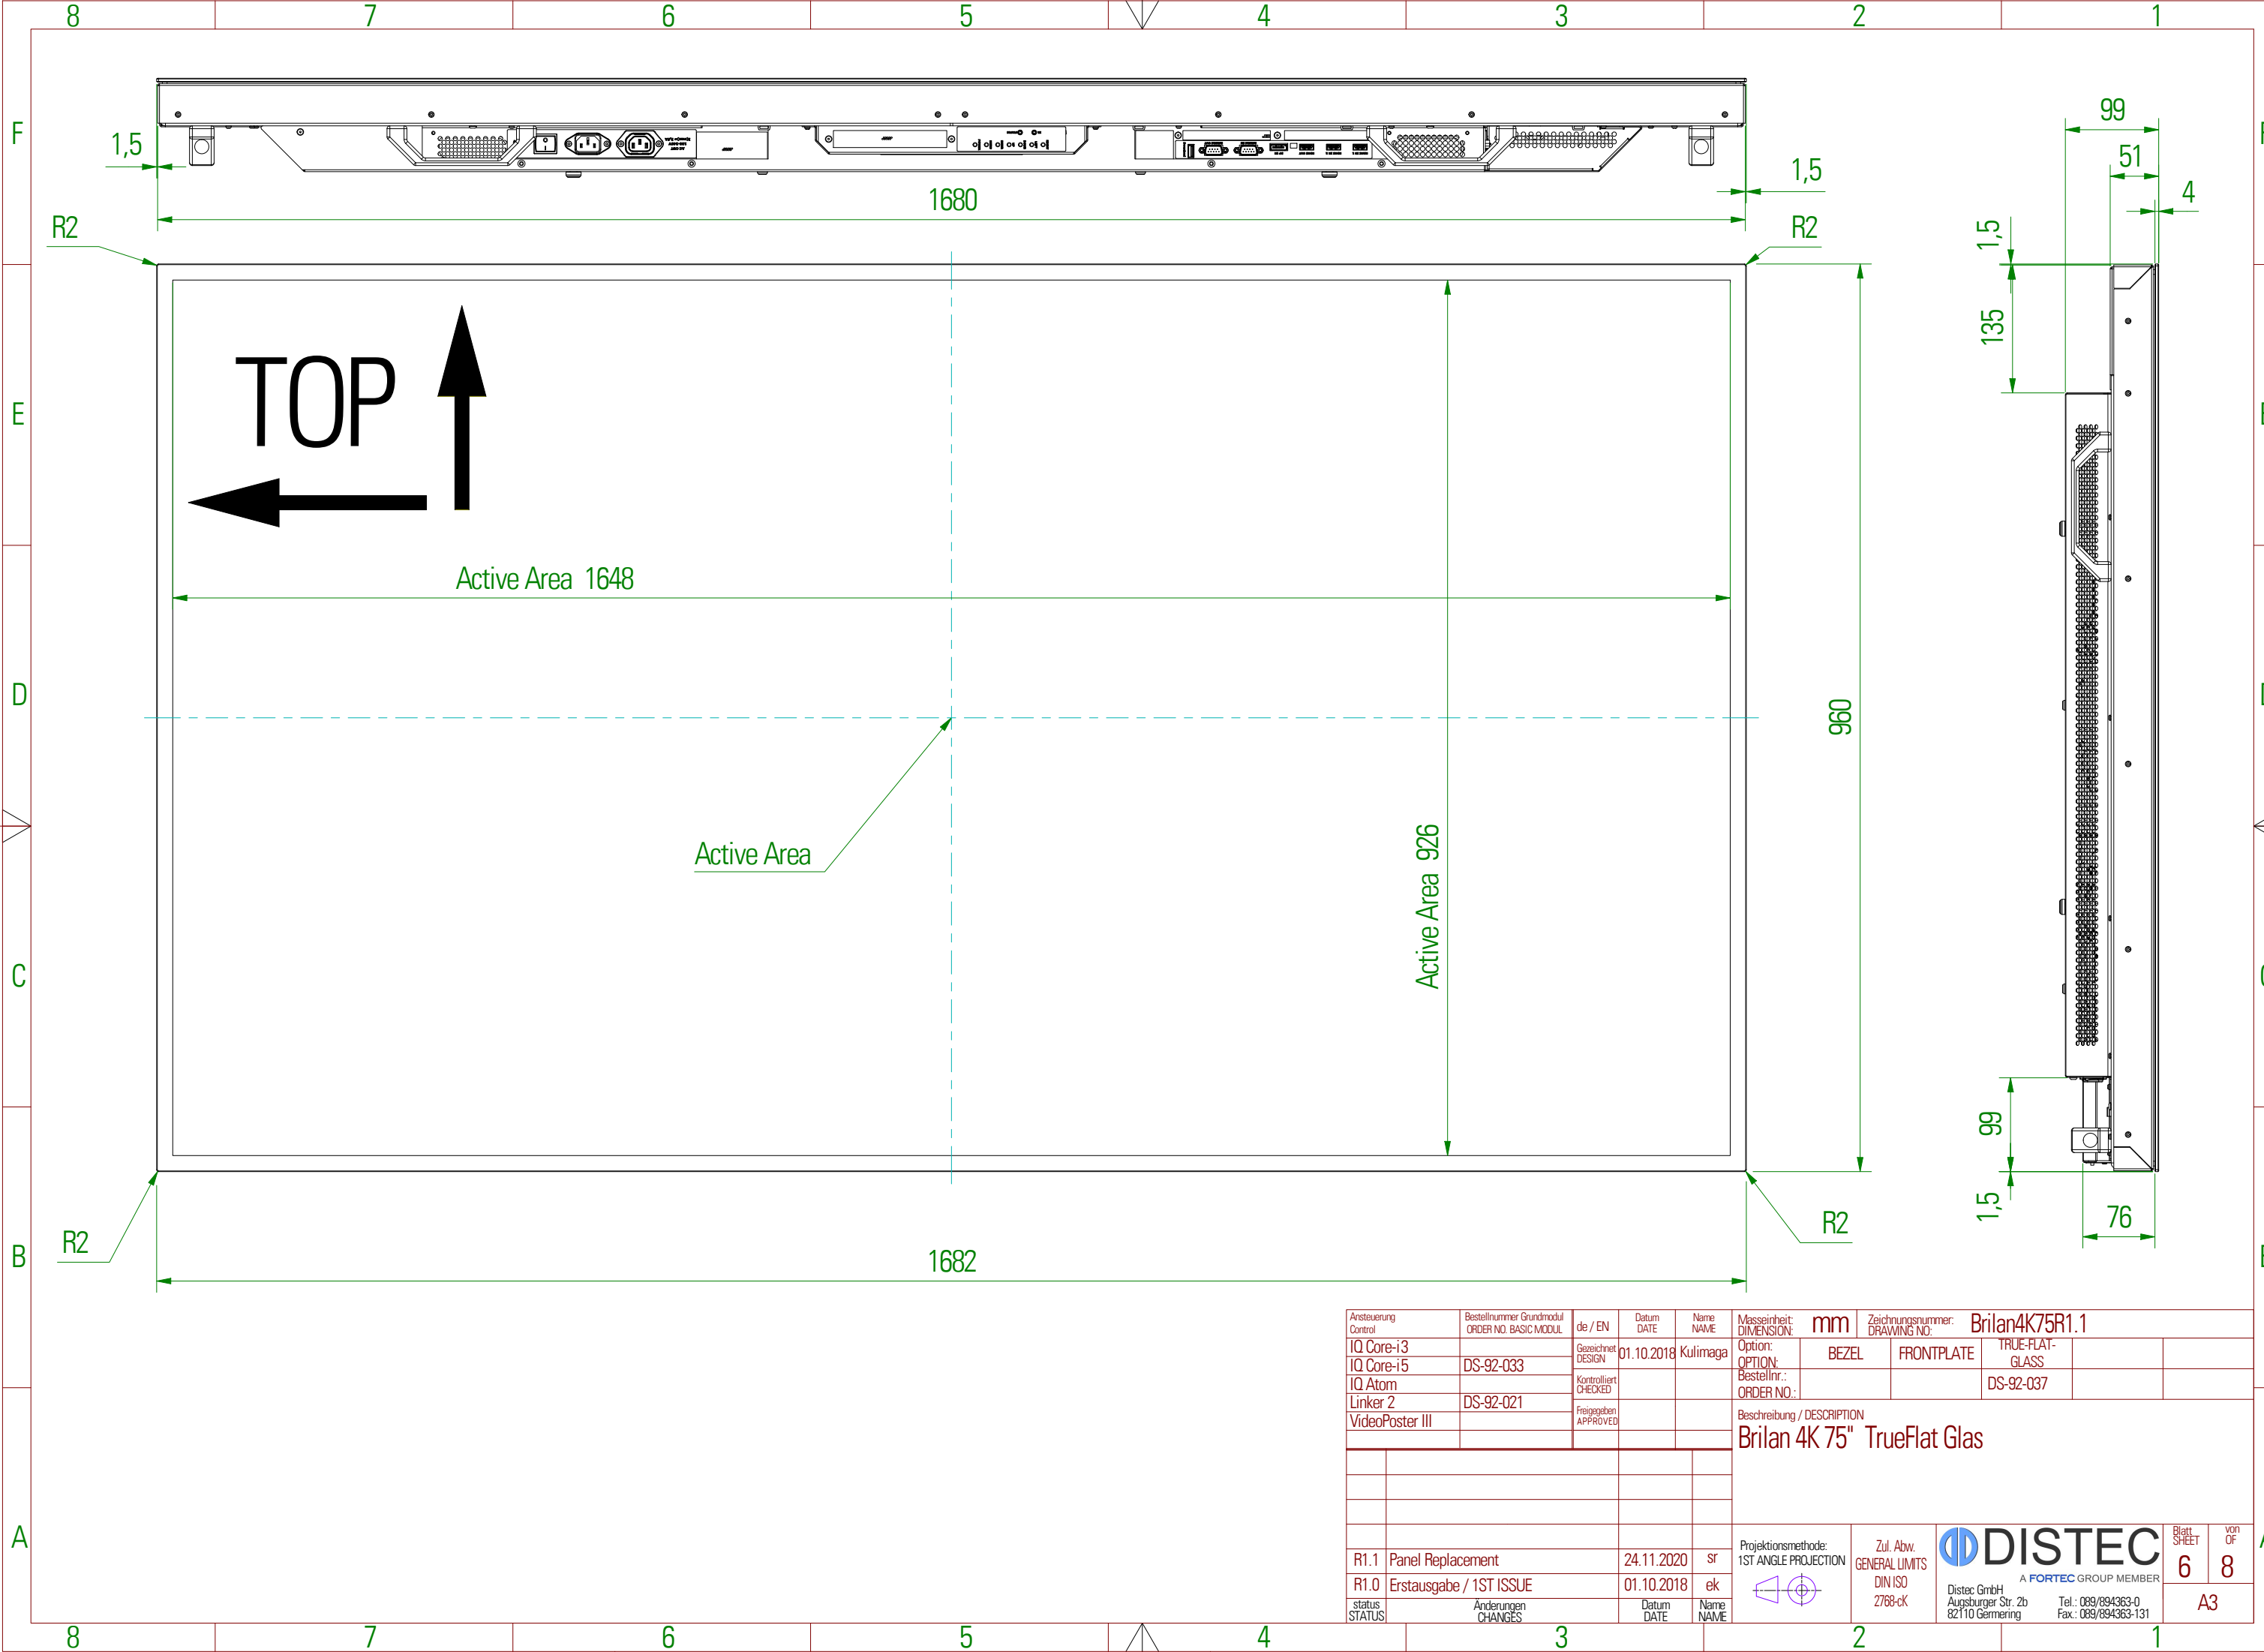 8 7 6 5 4 3 2 1
F
E
D
C
B
A
1,5
1680
1,5
99
51
4
R2
R2
1,5
135
TOP
Active Area 1648
960
Active Area
Active Area 926
99
1,5
76
R2
R2
1682
Ansteuerung
Control
Bestellnummer Grundmodul
ORDER NO. BASIC MODUL
IQ Core-i3
IQ Core-i5 DS-92-033
IQ Atom
Linker 2 DS-92-021
VideoPoster III
de / EN
Datum
DATE
Name
NAME
Gezeichnet
DESIGN
01.10.2018 Kulimaga
Kontrolliert
CHECKED
Freigegeben
APPROVED
Masseinheit:
DIMENSION:
mm
Zeichnungsnummer:
DRAWING NO:
Brilan4K75R1.1
Option:
OPTION:
BEZEL
FRONTPLATE
TRUE-FLAT-
GLASS
Bestellnr.:
ORDER NO.:
DS-92-037
Beschreibung / DESCRIPTION
Brilan 4K 75" TrueFlat Glas
R1.1 Panel Replacement 24.11.2020 sr
R1.0 Erstausgabe / 1ST ISSUE 01.10.2018 ek
status
STATUS
Änderungen
CHANGES
Datum
DATE
Name
NAME
Projektionsmethode:
1ST ANGLE PROJECTION
Zul. Abw.
GENERAL LIMITS
DIN ISO
2768-cK
DISTEC
A FORTEC GROUP MEMBER
Distec GmbH
Augsburger Str. 2b Tel.: 089/894363-0
82110 Germering Fax.: 089/894363-131
Blatt
SHEET
6
von
OF
8
A3
8 7 6 5 4 3 2 1